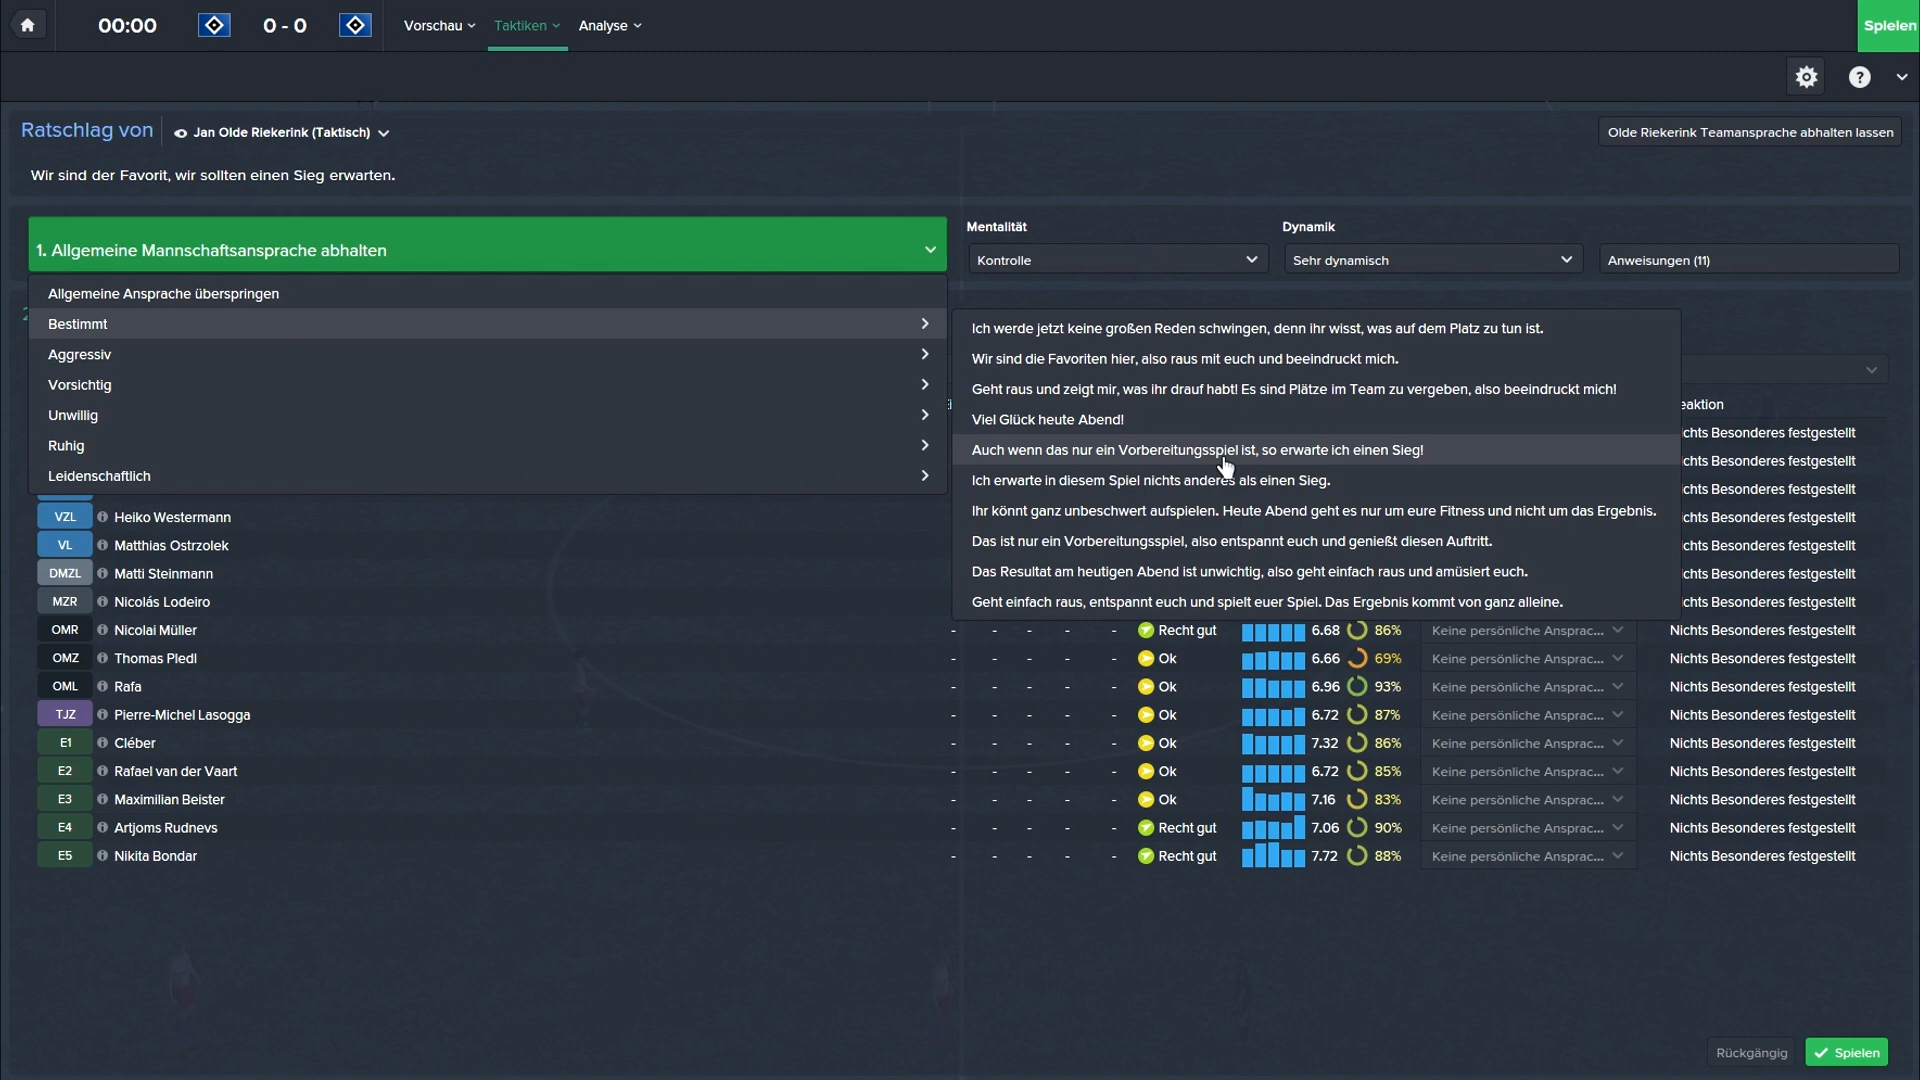 00:00 0 - 0 Vorschau Taktiken Analyse Spielen
?
Ratschlag von Jan Olde Riekerink (Taktisch) Olde Riekerink Teamansprache abhalten lassen
Wir sind der Favorit, wir sollten einen Sieg erwarten.
Mentalität Dynamik
1. Allgemeine Mannschaftsansprache abhalten Kontrolle Sehr dynamisch Anweisungen (11)
Allgemeine Ansprache überspringen
Bestimmt
Aggressiv
Vorsichtig
Unwillig
Ruhig
Leidenschaftlich
Ich werde jetzt keine großen Reden schwingen, denn ihr wisst, was auf dem Platz zu tun ist.
Wir sind die Favoriten hier, also raus mit euch und beeindruckt mich.
Geht raus und zeigt mir, was ihr drauf habt! Es sind Plätze im Team zu vergeben, also beeindruckt mich!
Viel Glück heute Abend!
Auch wenn das nur ein Vorbereitungsspiel ist, so erwarte ich einen Sieg!
Ich erwarte in diesem Spiel nichts anderes als einen Sieg.
Ihr könnt ganz unbeschwert aufspielen. Heute Abend geht es nur um eure Fitness und nicht um das Ergebnis.
Das ist nur ein Vorbereitungsspiel, also entspannt euch und genießt diesen Auftritt.
Das Resultat am heutigen Abend ist unwichtig, also geht einfach raus und amüsiert euch.
Geht einfach raus, entspannt euch und spielt euer Spiel. Das Ergebnis kommt von ganz alleine.
eaktion
ichts Besonderes festgestellt
ichts Besonderes festgestellt
ichts Besonderes festgestellt
VZL Heiko Westermann ichts Besonderes festgestellt
VL Matthias Ostrzolek ichts Besonderes festgestellt
DMZL Matti Steinmann ichts Besonderes festgestellt
MZR Nicolás Lodeiro ichts Besonderes festgestellt
OMR Nicolai Müller - - - - - Recht gut 6.68 86% Keine persönliche Ansprac... Nichts Besonderes festgestellt
OMZ Thomas Pledl - - - - - Ok 6.66 69% Keine persönliche Ansprac... Nichts Besonderes festgestellt
OML Rafa - - - - - Ok 6.96 93% Keine persönliche Ansprac... Nichts Besonderes festgestellt
TJZ Pierre-Michel Lasogga - - - - - Ok 6.72 87% Keine persönliche Ansprac... Nichts Besonderes festgestellt
E1 Cléber - - - - - Ok 7.32 86% Keine persönliche Ansprac... Nichts Besonderes festgestellt
E2 Rafael van der Vaart - - - - - Ok 6.72 85% Keine persönliche Ansprac... Nichts Besonderes festgestellt
E3 Maximilian Beister - - - - - Ok 7.16 83% Keine persönliche Ansprac... Nichts Besonderes festgestellt
E4 Artjoms Rudnevs - - - - - Recht gut 7.06 90% Keine persönliche Ansprac... Nichts Besonderes festgestellt
E5 Nikita Bondar - - - - - Recht gut 7.72 88% Keine persönliche Ansprac... Nichts Besonderes festgestellt
Rückgängig Spielen